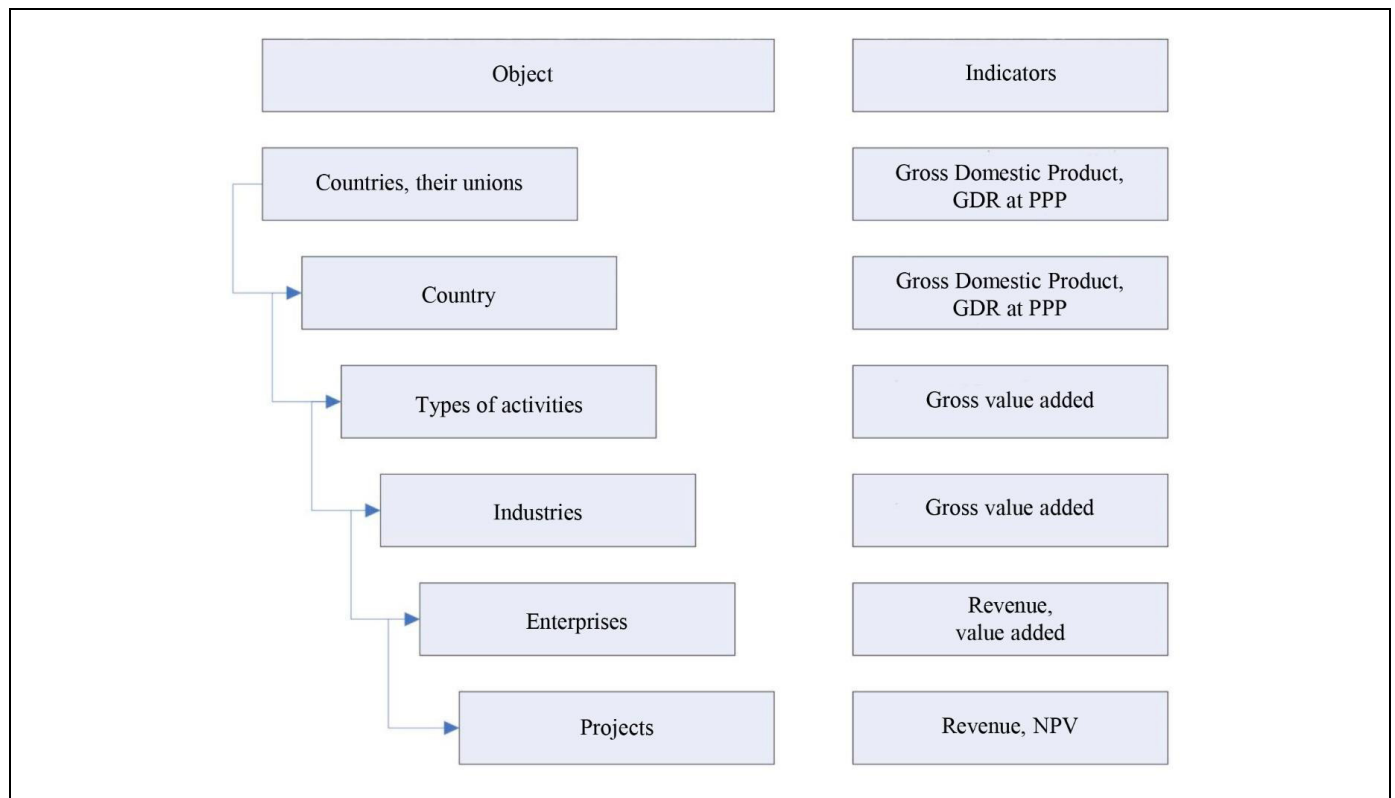 Object
Indicators
Countries, their unions
Gross Domestic Product,
GDR at PPP
Country
Gross Domestic Product,
GDR at PPP
Types of activities
Gross value added
Industries
Gross value added
Enterprises
Revenue,
value added
Projects
Revenue, NPV